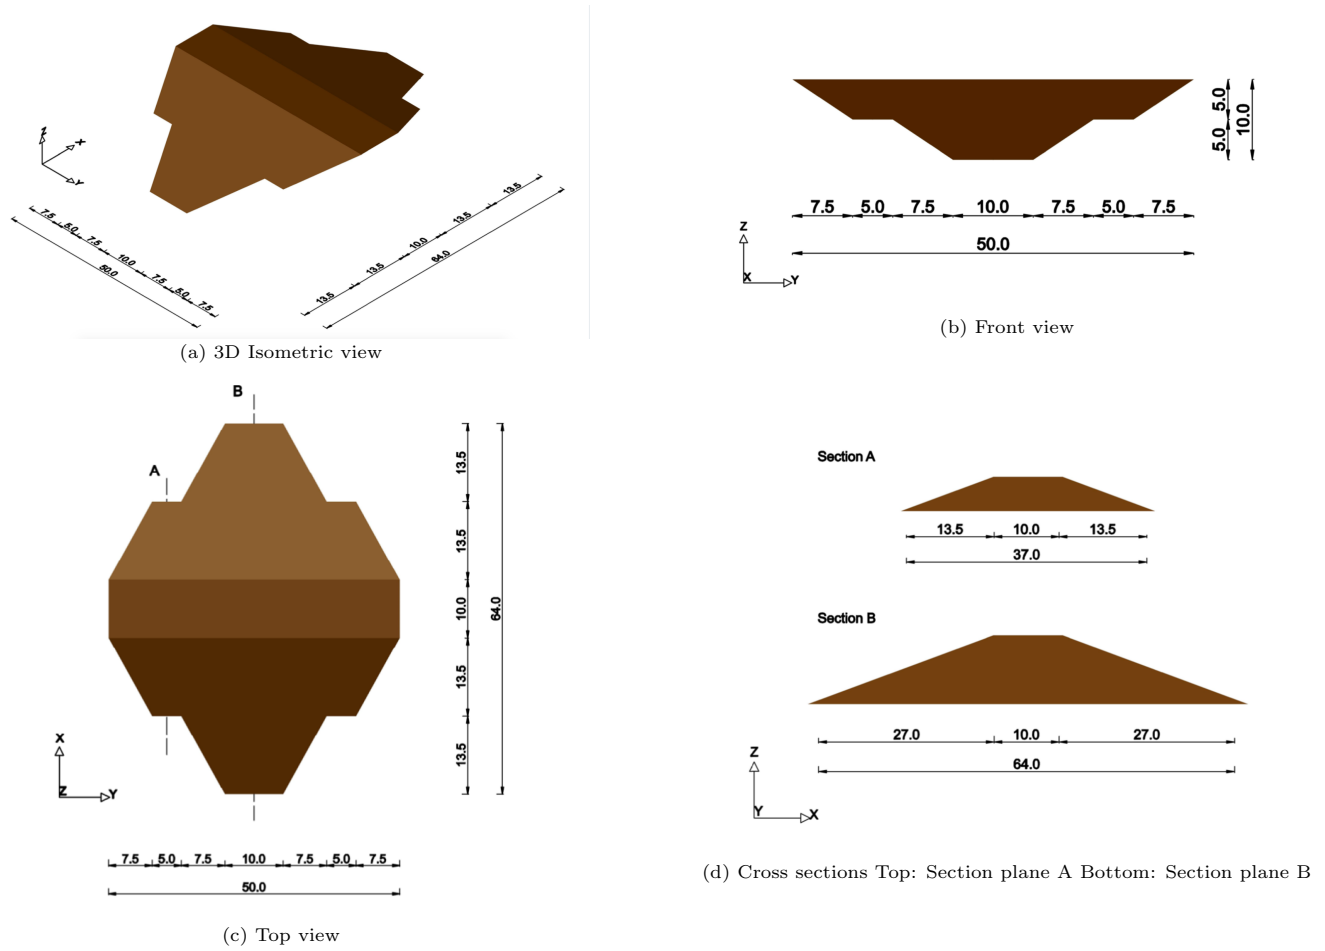 Z
X
Y
7.5
5.0
7.5
10.0
7.5
5.0
7.5
50.0
13.5
13.5
10.0
13.5
13.5
64.0
(a) 3D Isometric view
5.0
5.0
10.0
7.5 5.0 7.5 10.0 7.5 5.0 7.5
50.0
Z
X Y
(b) Front view
B
A
13.5
13.5
10.0
13.5
13.5
64.0
X
Z Y
7.5 5.0 7.5 10.0 7.5 5.0 7.5
50.0
(c) Top view
Section A
13.5 10.0 13.5
37.0
Section B
27.0 10.0 27.0
64.0
Z
Y X
(d) Cross sections Top: Section plane A Bottom: Section plane B